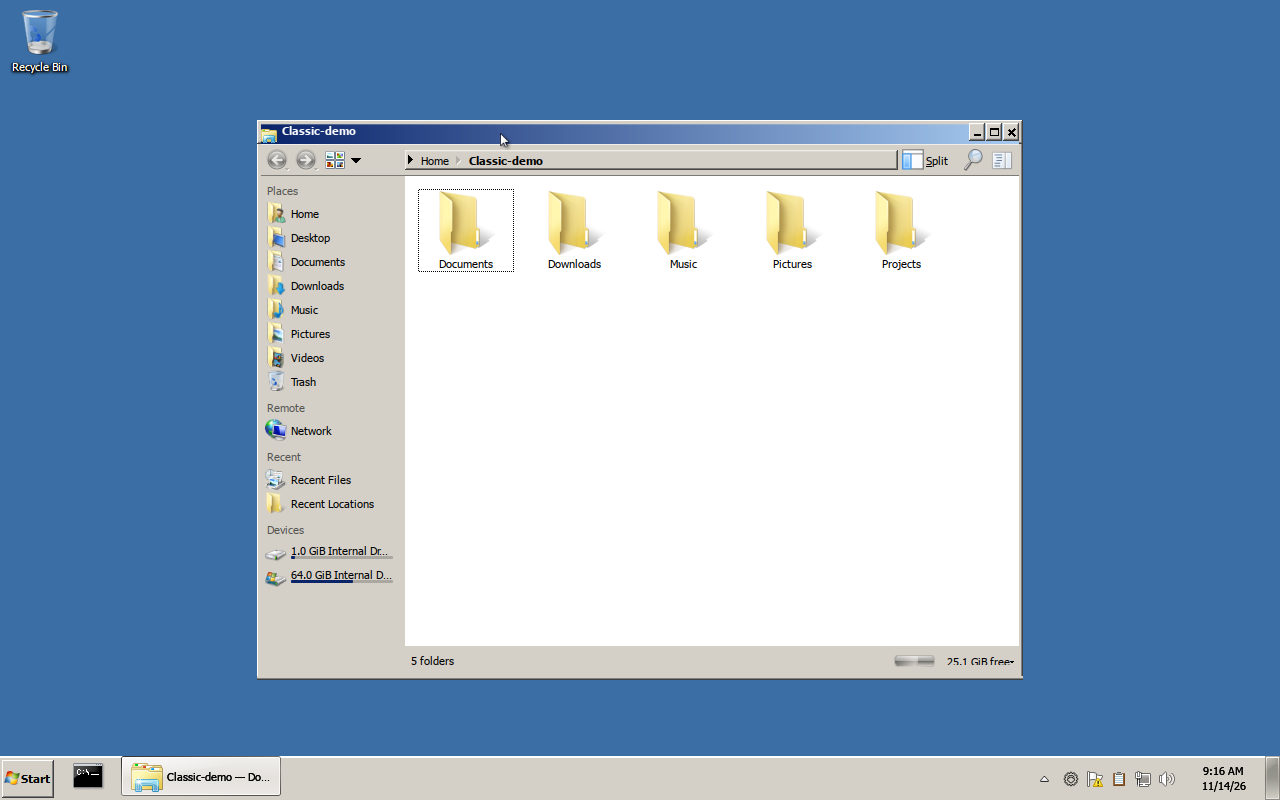 Recycle Bin
Classic-demo
Home Classic-demo
Split
Places
Home
Desktop
Documents
Downloads
Music
Pictures
Videos
Trash
Remote
Network
Recent
Recent Files
Recent Locations
Devices
1.0 GiB Internal Dr...
64.0 GiB Internal D...
Documents
Downloads
Music
Pictures
Projects
5 folders
25.1 GiB free
Start
C:\
Classic-demo — Do...
9:16 AM
11/14/26